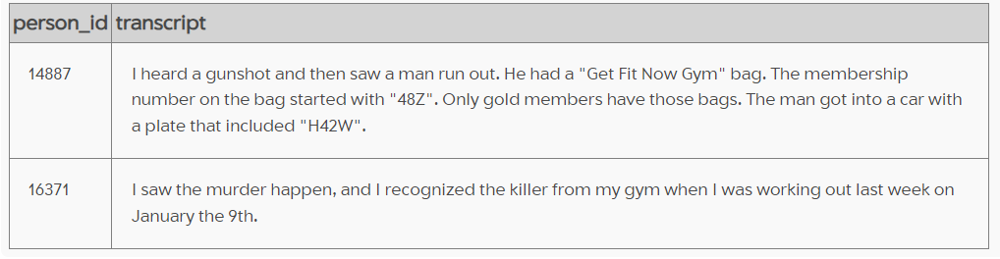 person_id transcript
14887 I heard a gunshot and then saw a man run out. He had a "Get Fit Now Gym" bag. The membership
number on the bag started with "48Z". Only gold members have those bags. The man got into a car with
a plate that included "H42W".
16371 I saw the murder happen, and I recognized the killer from my gym when I was working out last week on
January the 9th.